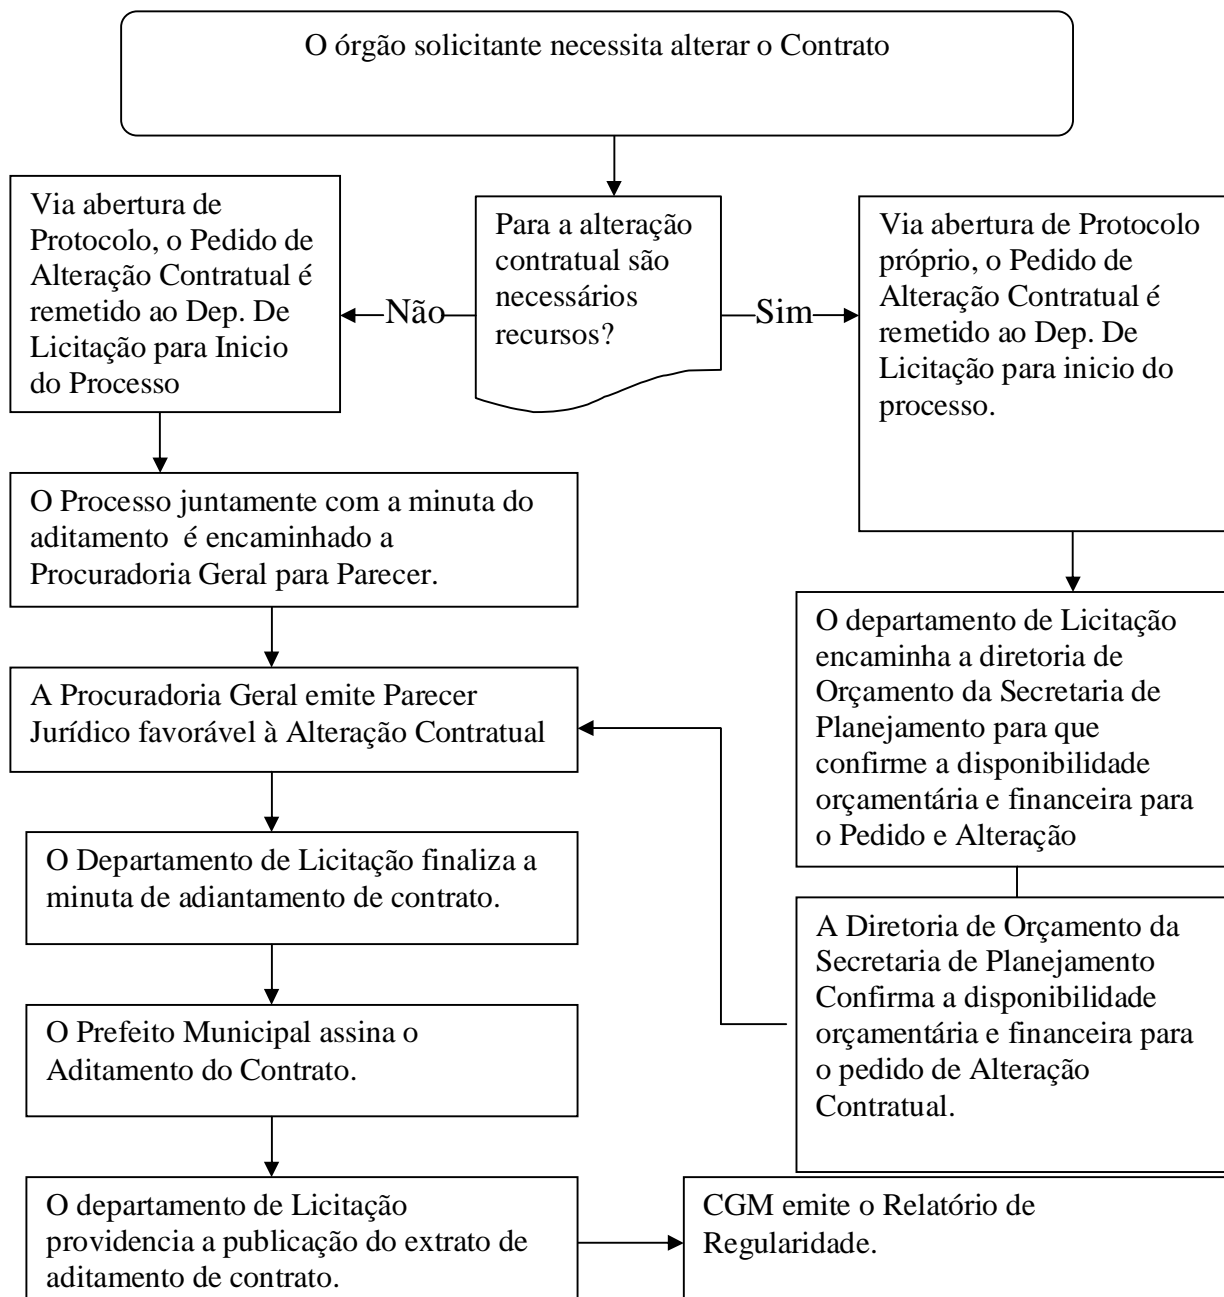 O órgão solicitante necessita alterar o Contrato
Via abertura de
Protocolo, o Pedido de
Alteração Contratual é
remetido ao Dep. De
Licitação para Inicio
do Processo
Não
Para a alteração
contratual são
necessários
recursos?
Sim
Via abertura de Protocolo
próprio, o Pedido de
Alteração Contratual é
remetido ao Dep. De
Licitação para inicio do
processo.
O Processo juntamente com a minuta do
aditamento é encaminhado a
Procuradoria Geral para Parecer.
O departamento de Licitação
encaminha a diretoria de
Orçamento da Secretaria de
Planejamento para que
confirme a disponibilidade
orçamentária e financeira para
o Pedido e Alteração
A Procuradoria Geral emite Parecer
Jurídico favorável à Alteração Contratual
O Departamento de Licitação finaliza a
minuta de adiantamento de contrato.
A Diretoria de Orçamento da
Secretaria de Planejamento
Confirma a disponibilidade
orçamentária e financeira para
o pedido de Alteração
Contratual.
O Prefeito Municipal assina o
Aditamento do Contrato.
O departamento de Licitação
providencia a publicação do extrato de
aditamento de contrato.
CGM emite o Relatório de
Regularidade.